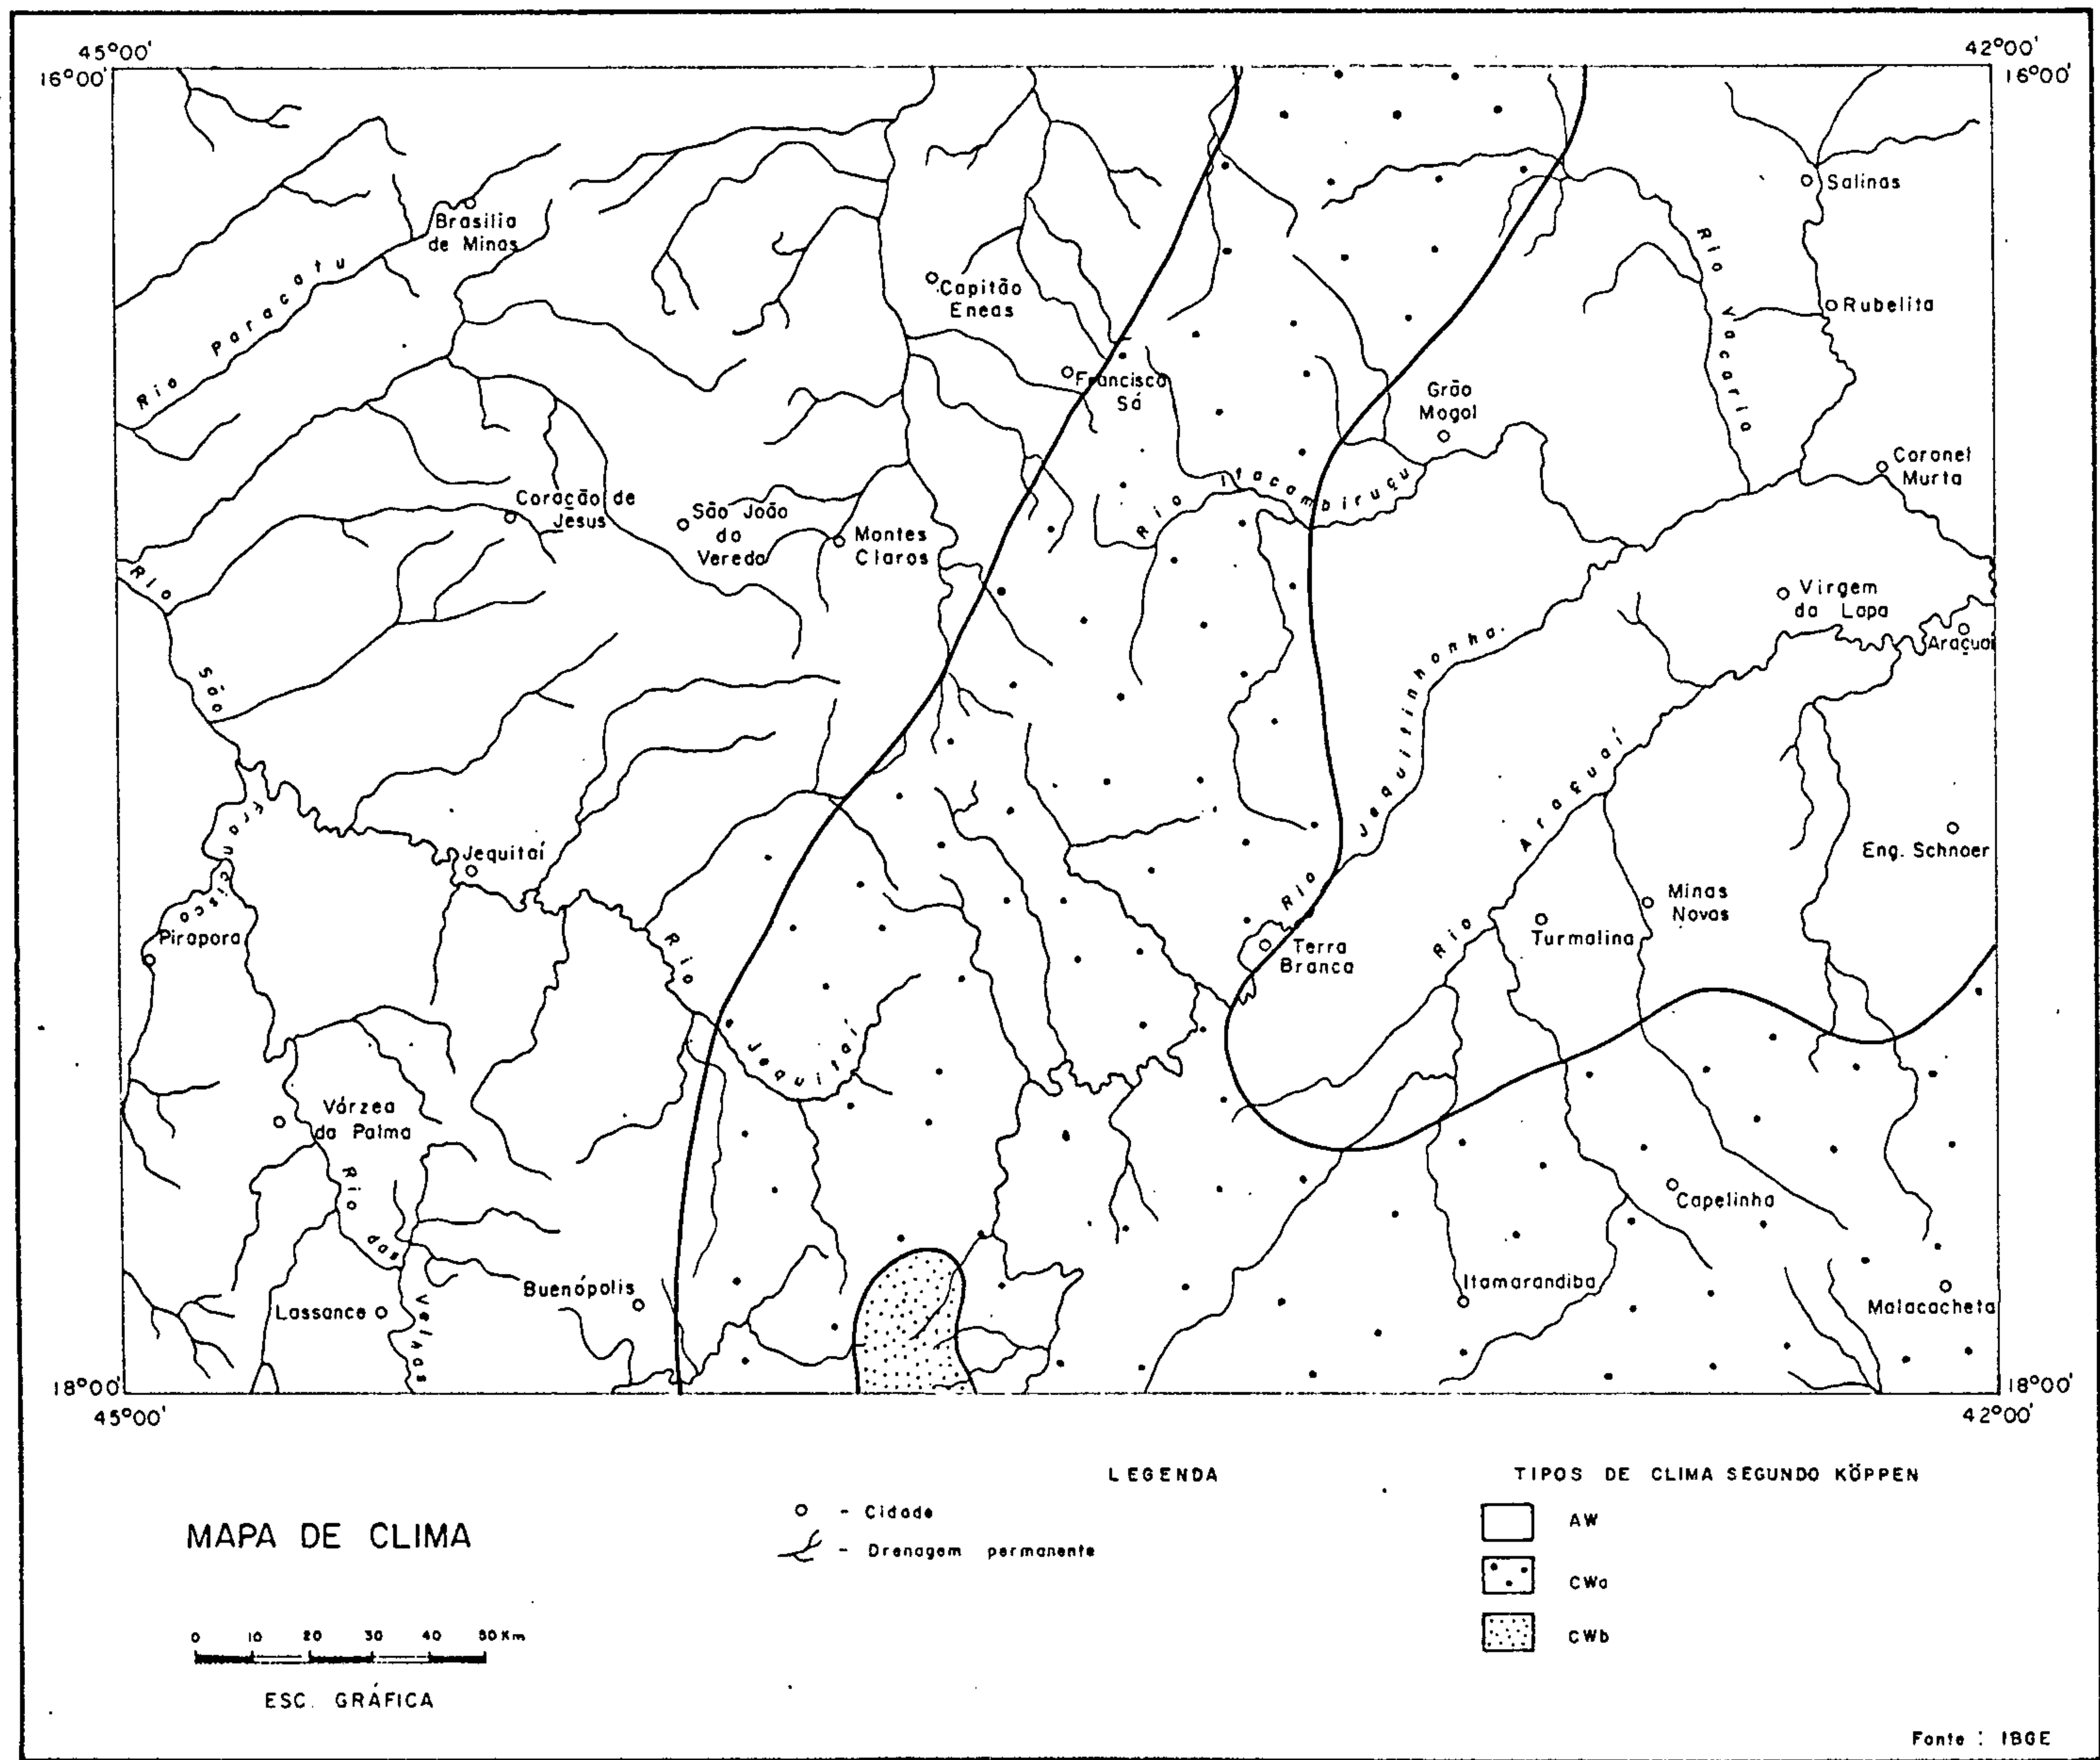 45°00'
42°00'
16°00'
16°00'
Salinas
Brasilia
de Minas
Rio Paracatu
Rio Vacaria
Capitão
Eneas
Rubelita
Francisco
Sá
Grão
Mogol
Coronel
Murta
Rio Itacambiruçu
Coração de
Jesus
São João
da
Vereda
Montes
Claros
Rio São Francisco
Virgem
da Lapa
Araçuaí
Rio Jequitinhonha
Rio Araçuaí
Jequitaí
Eng. Schnoer
Minas
Novas
Turmalina
Pirapora
Terra
Branca
Rio Jequitaí
Várzea
da Palma
Rio das Velhas
Capelinha
Buenópolis
Itamarandiba
Lassance
Malacacheta
18°00'
18°00'
45°00'
42°00'
LEGENDA
- Cidade
- Drenagem permanente
TIPOS DE CLIMA SEGUNDO KÖPPEN
AW
CWa
CWb
MAPA DE CLIMA
0 10 20 30 40 50 Km
ESC. GRÁFICA
Fonte : IBGE